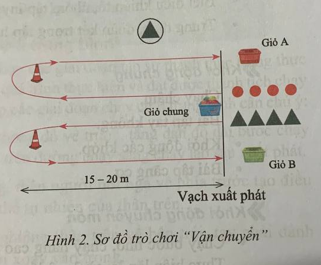 Giỏ A
Giỏ chung
Giỏ B
15 – 20 m
Vạch xuất phát
Hình 2. Sơ đồ trò chơi “Vận chuyển”